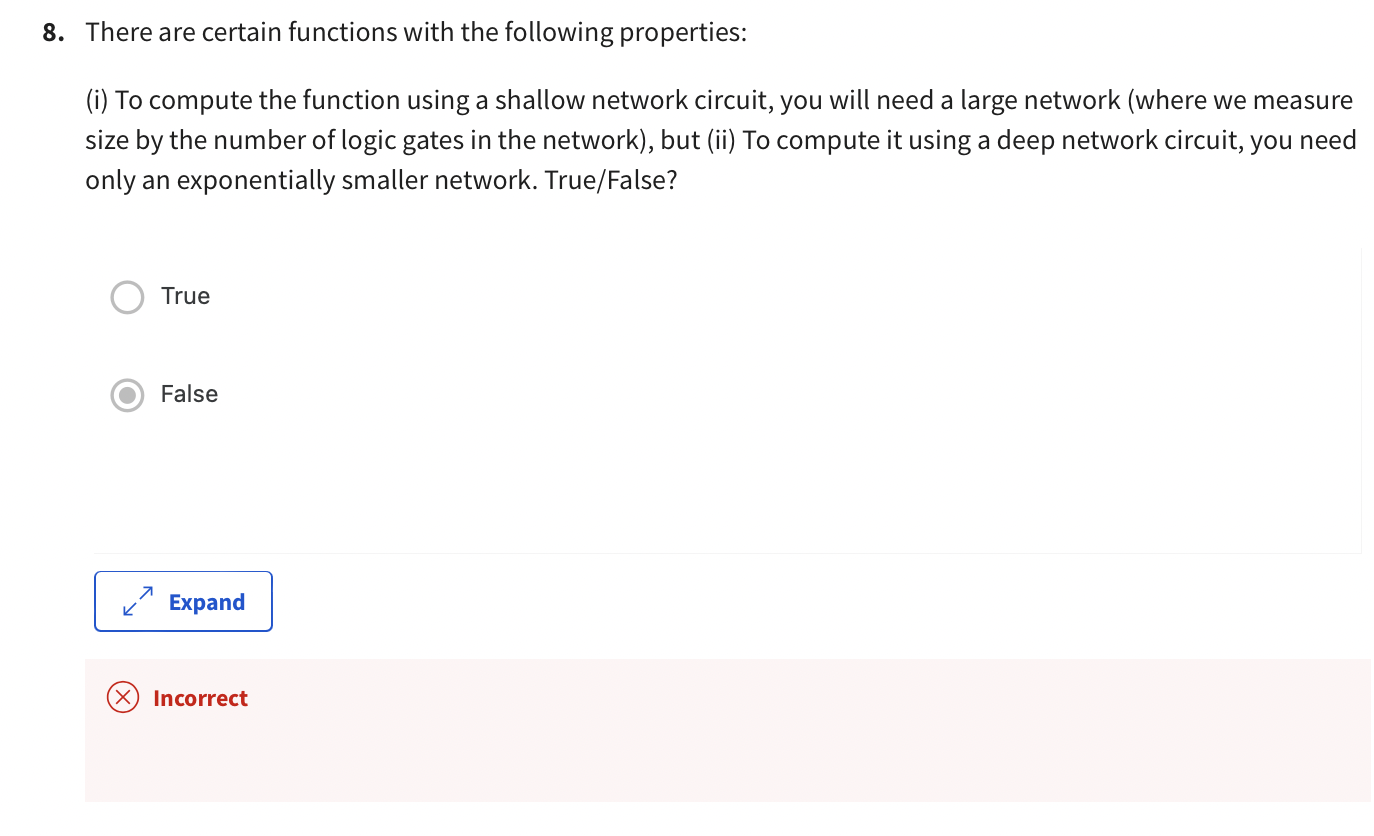 8. There are certain functions with the following properties:
(i) To compute the function using a shallow network circuit, you will need a large network (where we measure
size by the number of logic gates in the network), but (ii) To compute it using a deep network circuit, you need
only an exponentially smaller network. True/False?
True
False
Expand
Incorrect